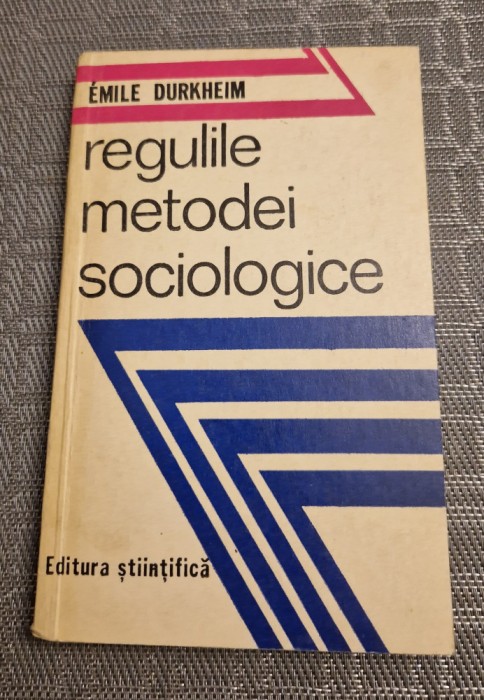 ÉMILE DURKHEIM
regulile
metodei
sociologice
Editura științifică